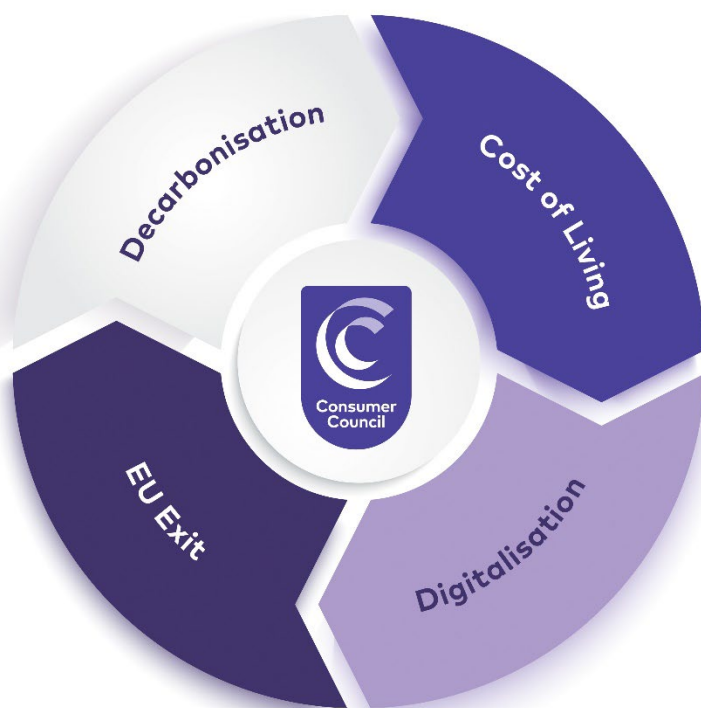 Decarbonisation
Cost of Living
Consumer
Council
EU Exit
Digitalisation